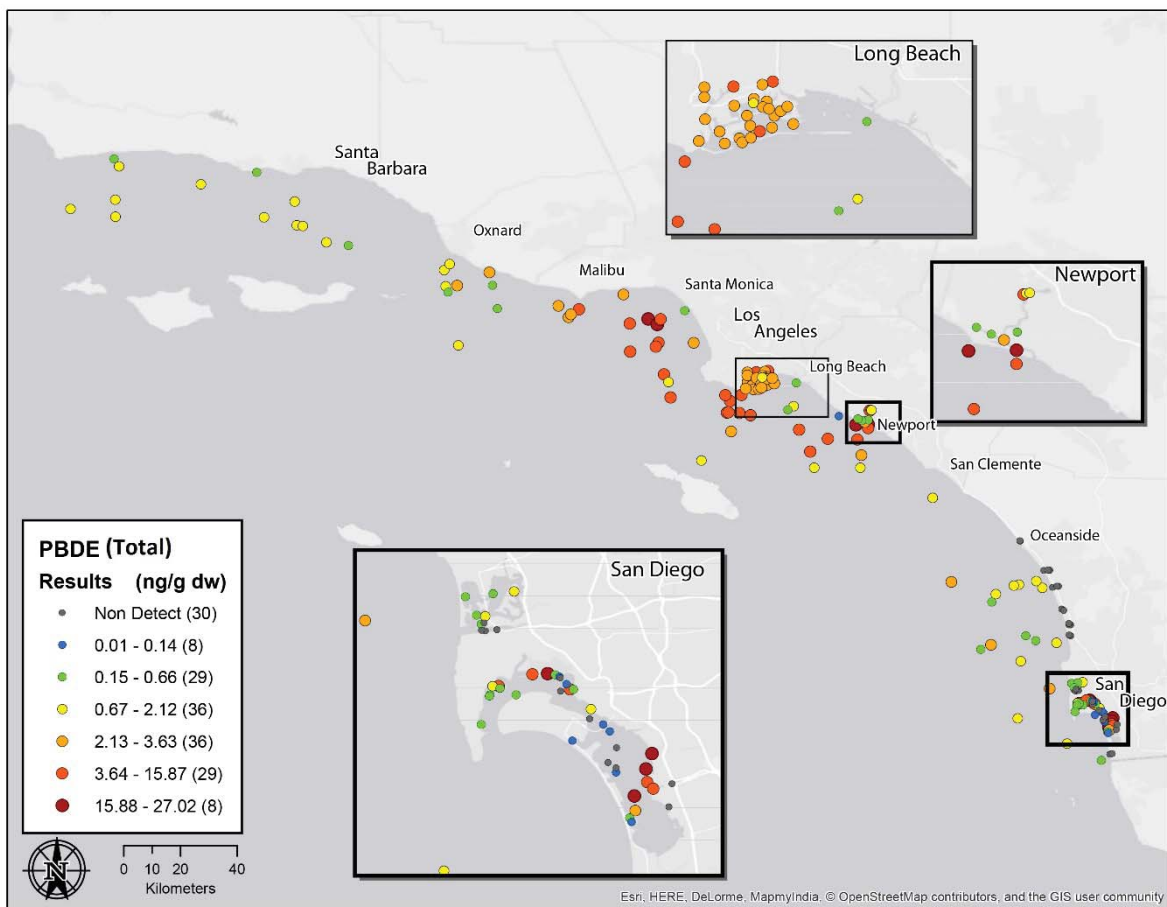 Long Beach
Santa
Barbara
Newport
Oxnard
Malibu
Santa Monica
Los
Angeles
Long Beach
Newport
San Clemente
Oceanside
San Diego
San
Diego
PBDE (Total)
Results (ng/g dw)
Non Detect (30)
0.01 - 0.14 (8)
0.15 - 0.66 (29)
0.67 - 2.12 (36)
2.13 - 3.63 (36)
3.64 - 15.87 (29)
15.88 - 27.02 (8)
N
0 10 20 40
Kilometers
Esri, HERE, DeLorme, MapmyIndia, © OpenStreetMap contributors, and the GIS user community